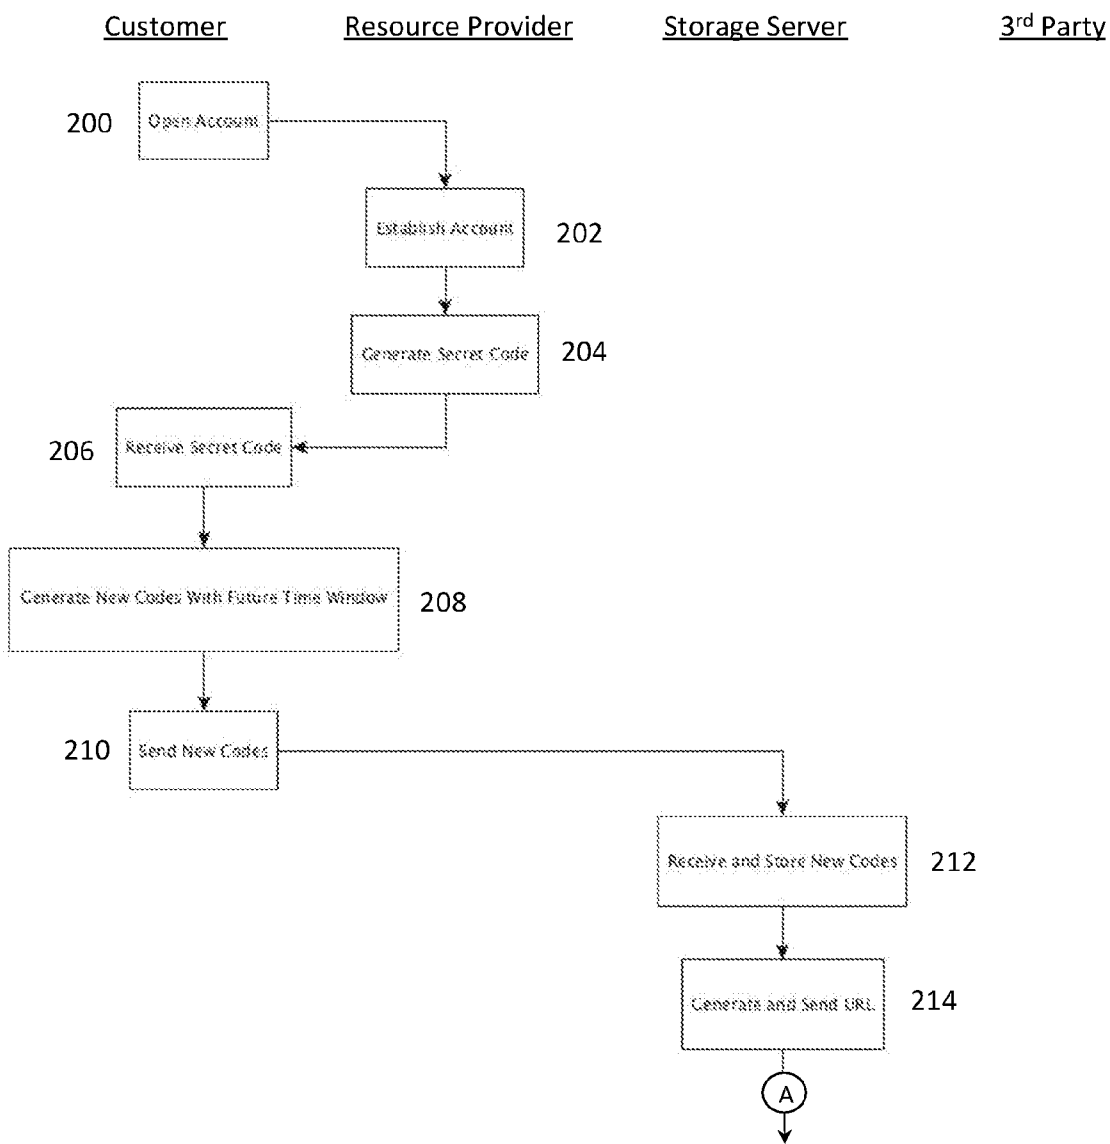 Customer Resource Provider Storage Server 3rd Party
200 Open Account
Establish Account 202
Generate Secret Code 204
206 Receive Secret Code
Generate New Codes With Future Time Window 208
210 Send New Codes
Receive and Store New Codes 212
Generate and Send URL 214
A